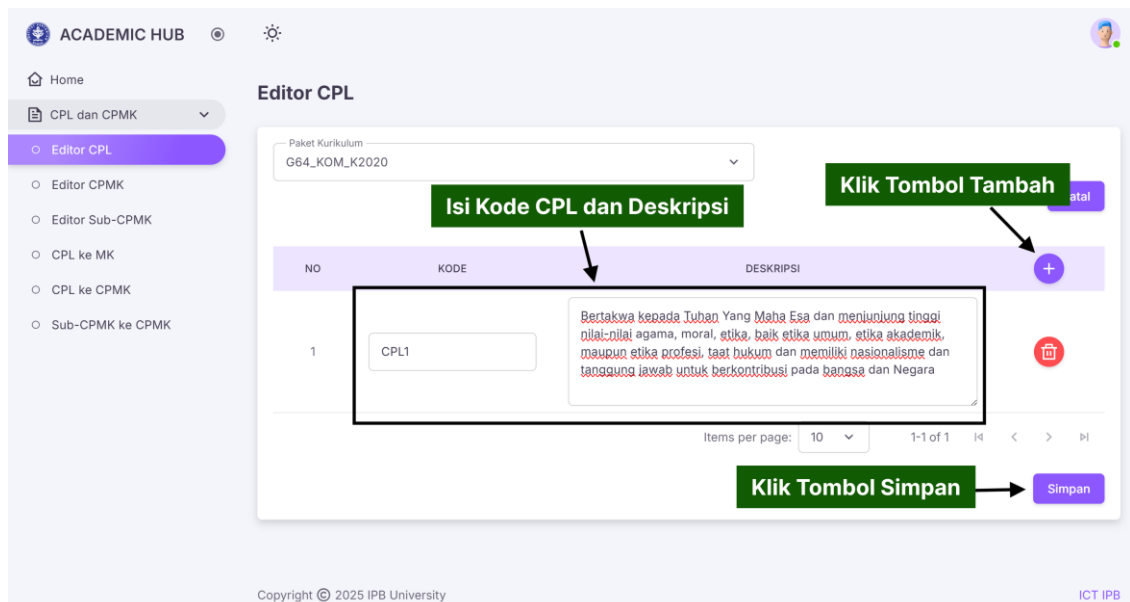 ACADEMIC HUB
Home
CPL dan CPMK
Editor CPL
Editor CPMK
Editor Sub-CPMK
CPL ke MK
CPL ke CPMK
Sub-CPMK ke CPMK
Editor CPL
Paket Kurikulum
G64_KOM_K2020
Klik Tombol Tambah
atal
Isi Kode CPL dan Deskripsi
NO KODE DESKRIPSI
1 CPL1
Bertakwa kepada Tuhan Yang Maha Esa dan menjunjung tinggi
nilai-nilai agama, moral, etika, baik etika umum, etika akademik,
maupun etika profesi, taat hukum dan memiliki nasionalisme dan
tanggung jawab untuk berkontribusi pada bangsa dan Negara
Items per page: 10 1-1 of 1
Klik Tombol Simpan
Simpan
Copyright © 2025 IPB University
ICT IPB